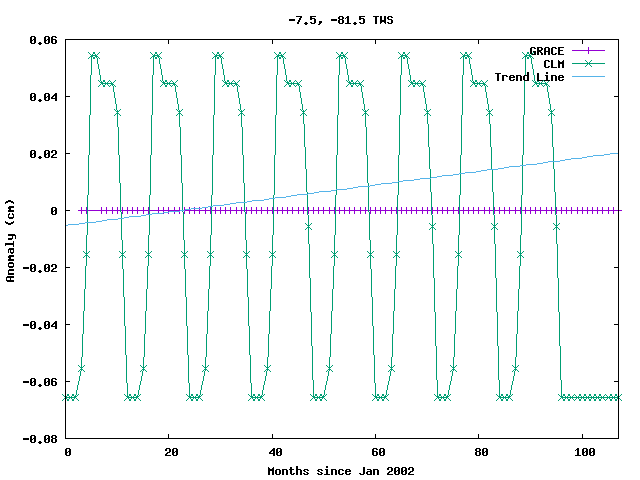 -7.5, -81.5 TWS
GRACE
CLM
Trend Line
0.06
0.04
0.02
0
-0.02
-0.04
-0.06
-0.08
Anomaly (cm)
0 20 40 60 80 100
Months since Jan 2002